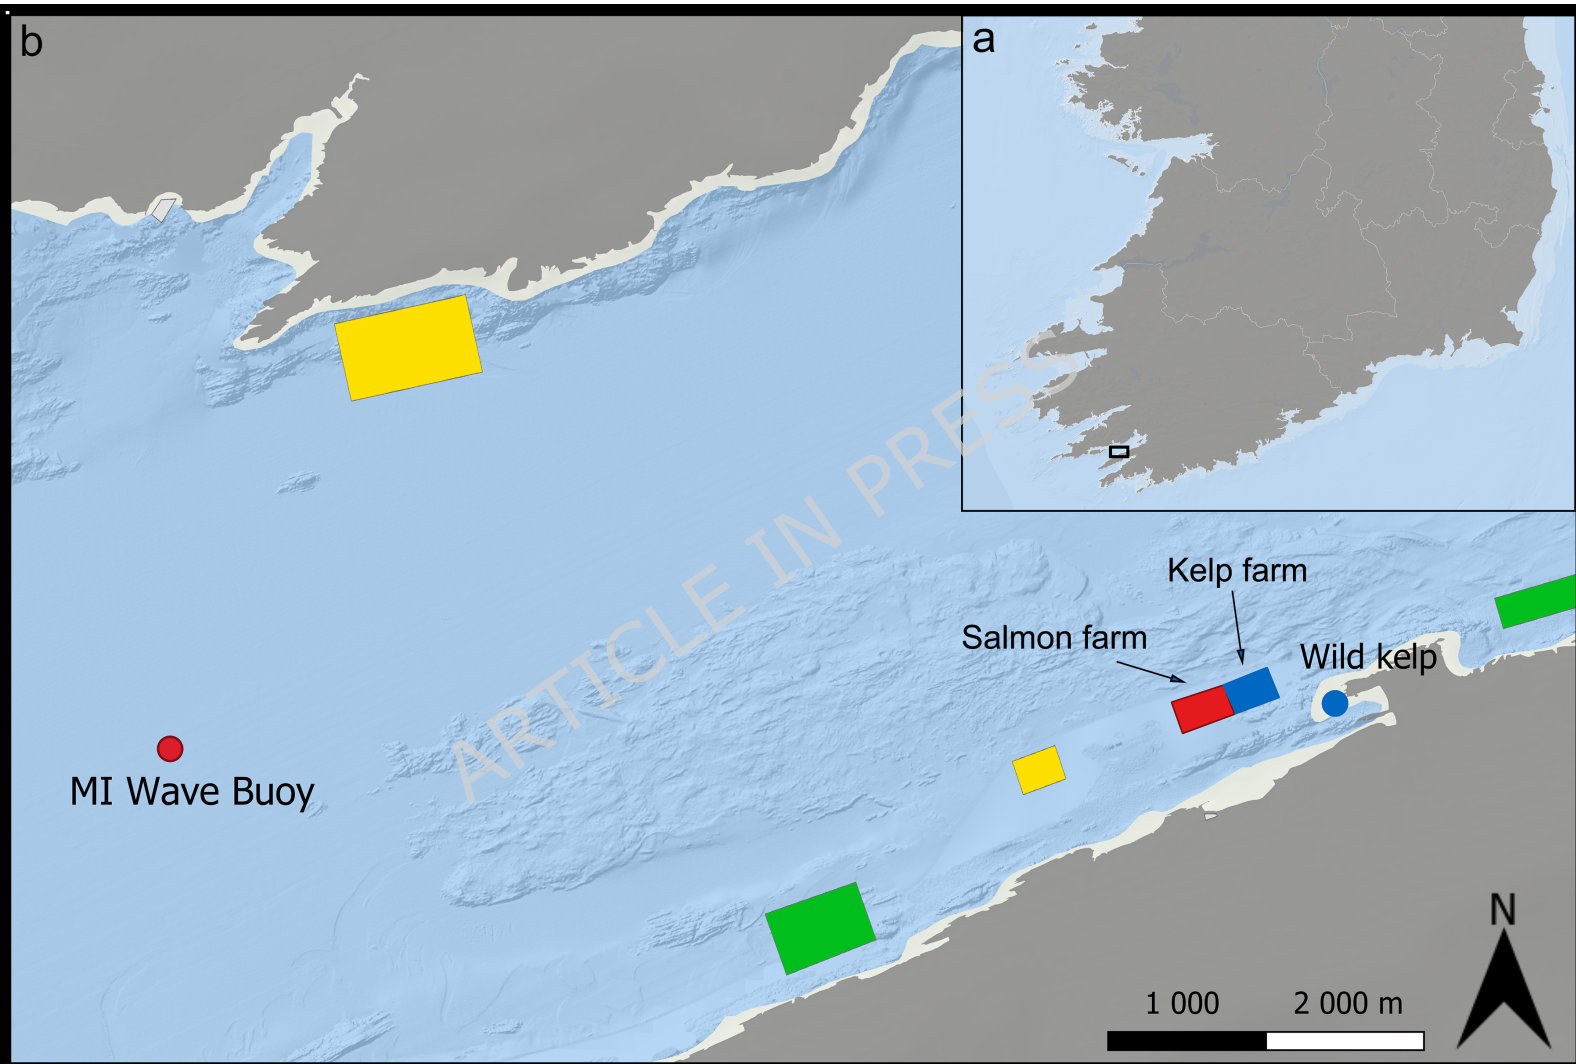 b
a
ARTICLE IN PRESS
Kelp farm
Salmon farm
Wild kelp
MI Wave Buoy
N
1 000 2 000 m